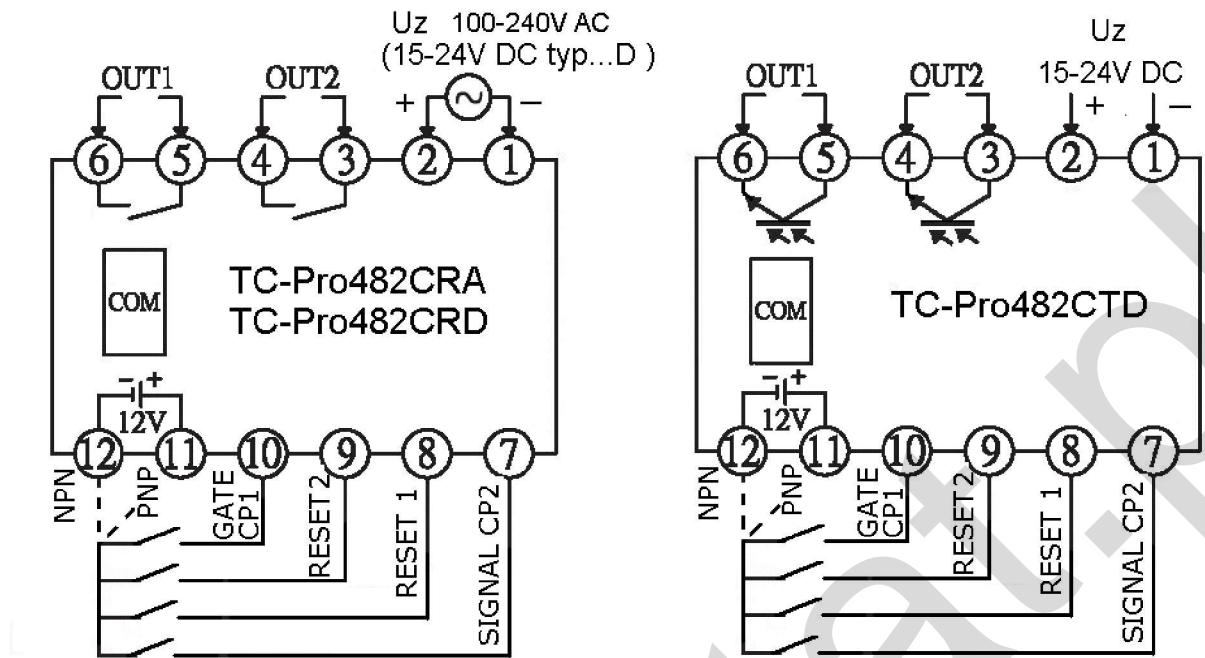 Uz 100-240V AC
(15-24V DC typ...D )
OUT1 OUT2 + −
6 5 4 3 2 1
COM
TC-Pro482CRA
TC-Pro482CRD
− +
12V
12 11 10 9 8 7
NPN
PNP
GATE
CP1
RESET 2
RESET 1
SIGNAL CP2
Uz
15-24V DC
OUT1 OUT2 + −
6 5 4 3 2 1
COM
TC-Pro482CTD
− +
12V
12 11 10 9 8 7
NPN
PNP
GATE
CP1
RESET 2
RESET 1
SIGNAL CP2